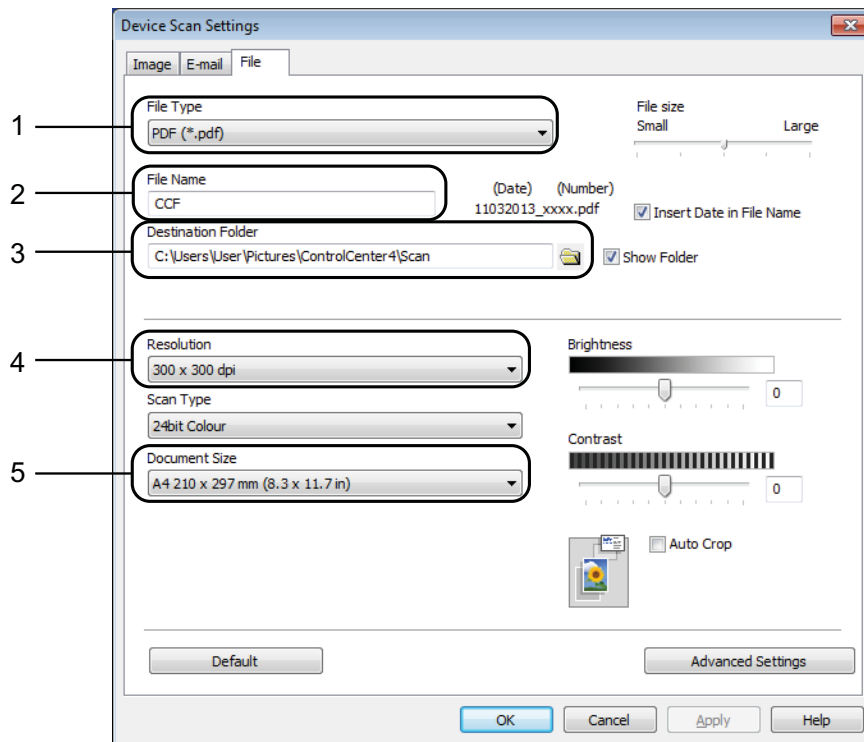 Device Scan Settings
Image E-mail File
1
File Type
PDF (*.pdf)
File size
Small Large
2
File Name
CCF
(Date) (Number)
11032013_xxxx.pdf
Insert Date in File Name
3
Destination Folder
C:\Users\User\Pictures\ControlCenter4\Scan
Show Folder
4
Resolution
300 x 300 dpi
Brightness
0
Scan Type
24bit Colour
Contrast
0
5
Document Size
A4 210 x 297 mm (8.3 x 11.7 in)
Auto Crop
Default
Advanced Settings
OK Cancel Apply Help